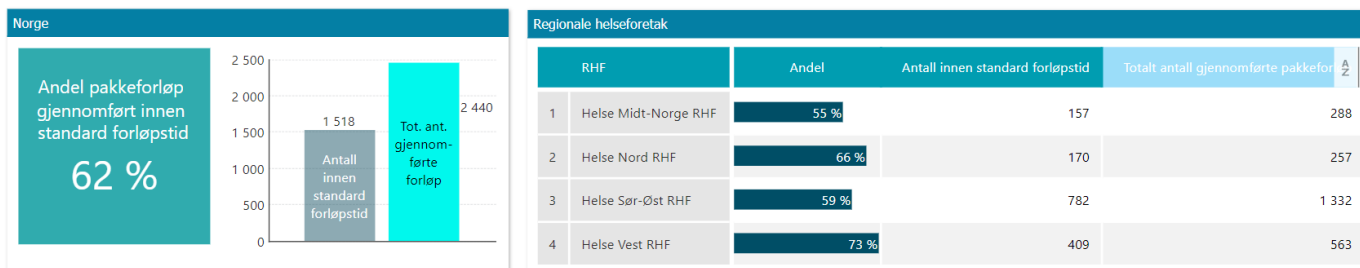 Norge
Andel pakkeforløp
gjennomført innen
standard forløpstid
62 %
2 500
2 000
1 500
1 000
500
0
1 518
Antall
innen
standard
forløpstid
2 440
Tot. ant.
gjennom-
førte
forløp
Regionale helseforetak
RHF Andel Antall innen standard forløpstid Totalt antall gjennomførte pakkefor A Z
1 Helse Midt-Norge RHF 55 % 157 288
2 Helse Nord RHF 66 % 170 257
3 Helse Sør-Øst RHF 59 % 782 1 332
4 Helse Vest RHF 73 % 409 563